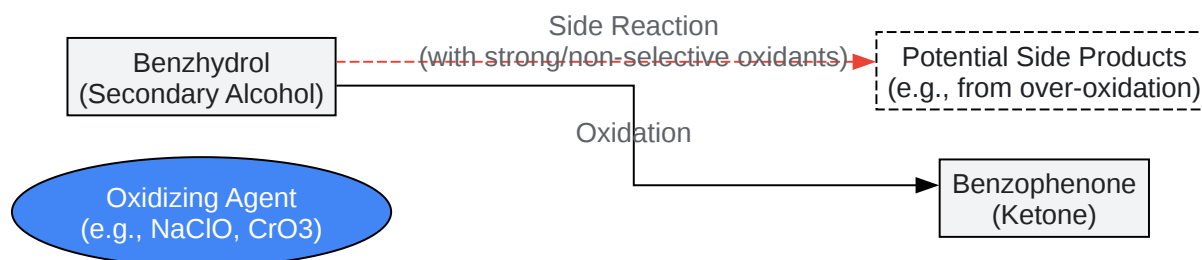 Side Reaction
(with strong/non-selective oxidants)
Benzhydrol
(Secondary Alcohol)
Potential Side Products
(e.g., from over-oxidation)
Oxidation
Oxidizing Agent
(e.g., NaClO, CrO3)
Benzophenone
(Ketone)